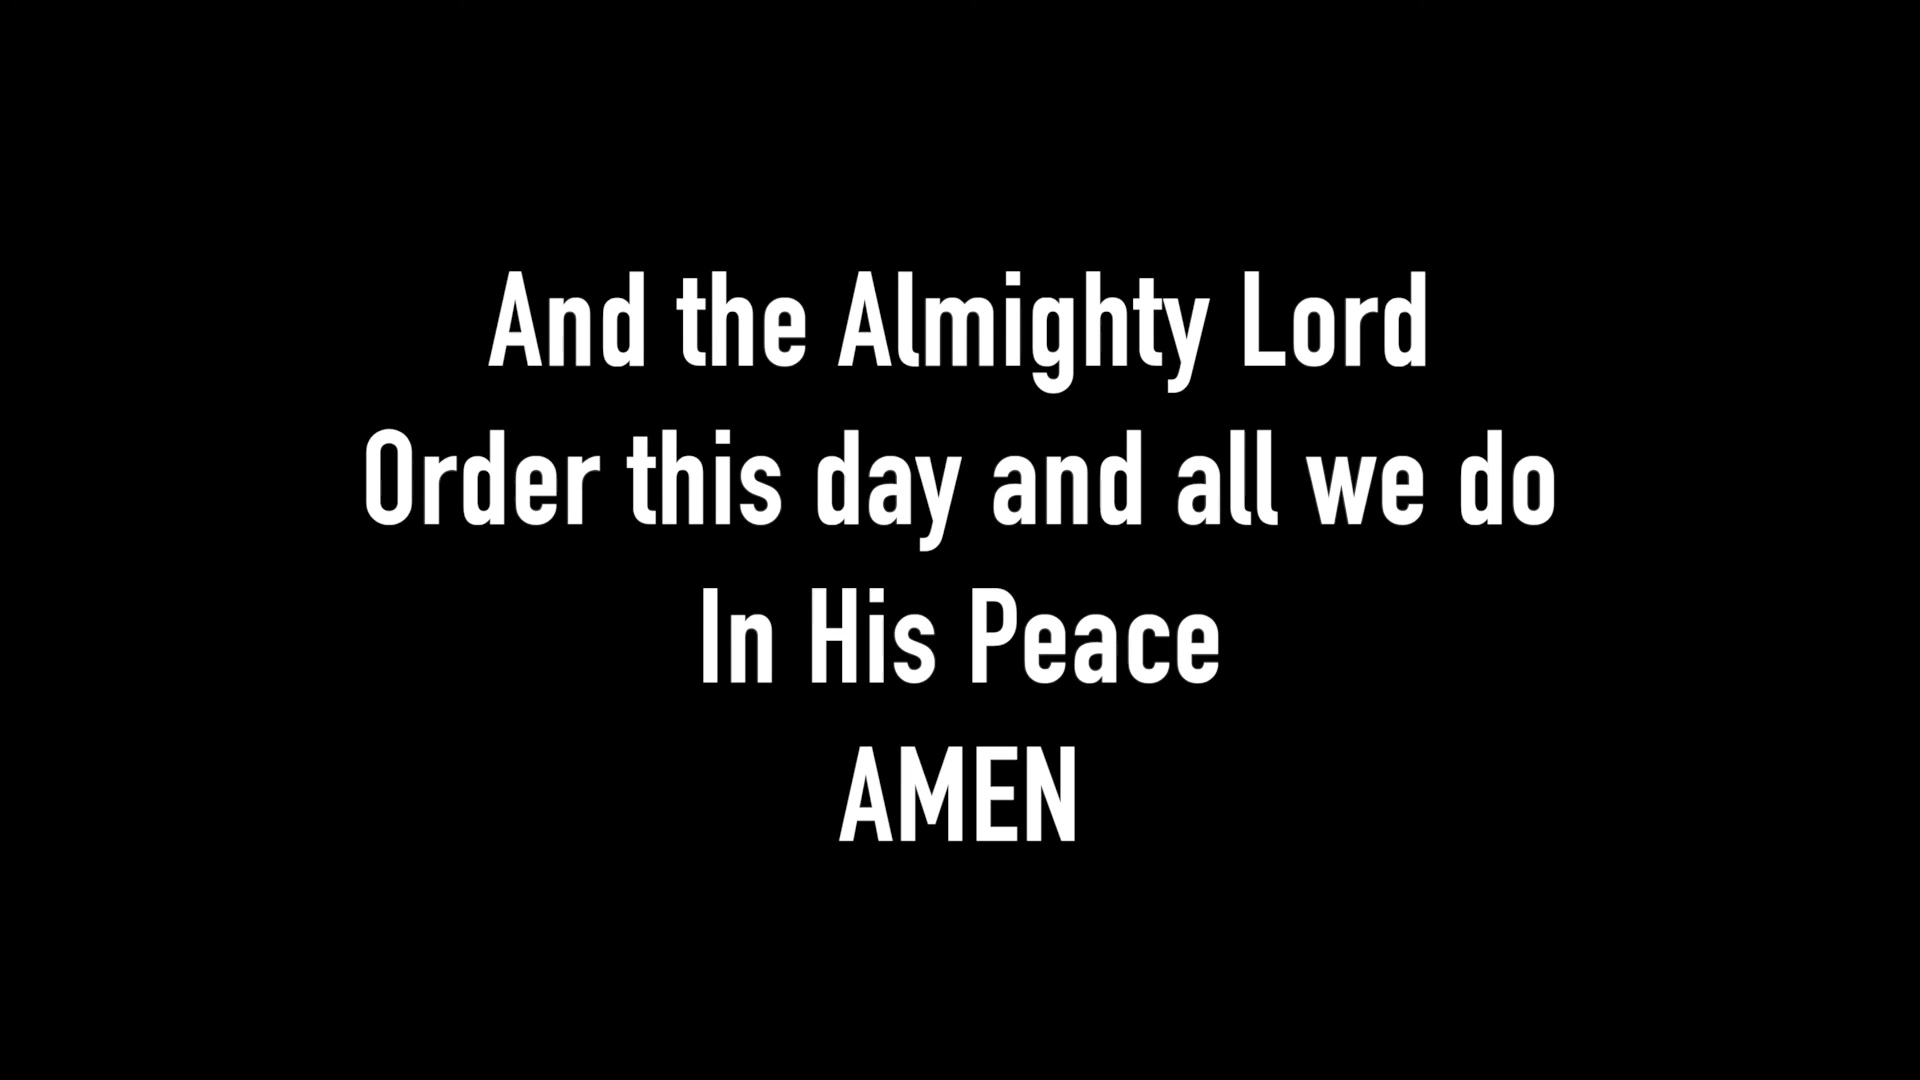 And the Almighty Lord
Order this day and all we do
In His Peace
AMEN